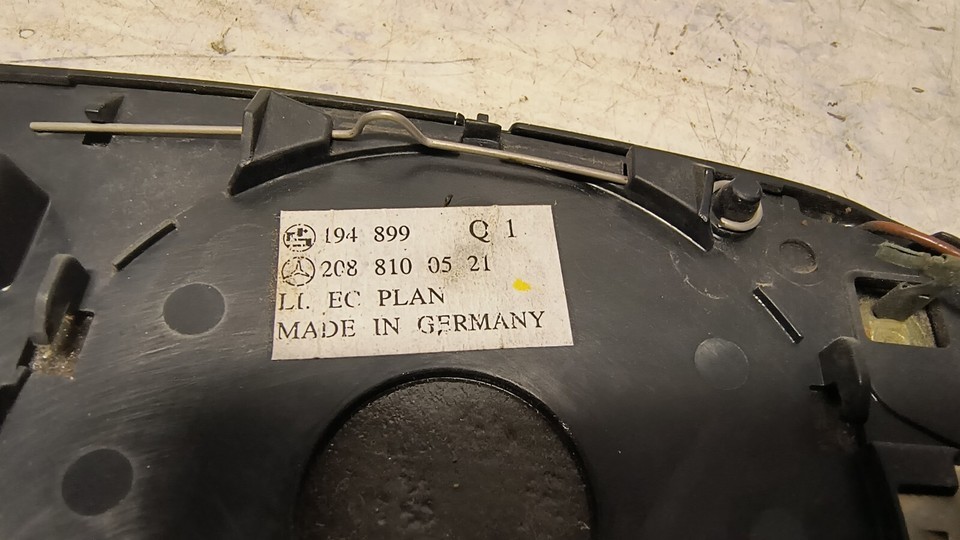 194 899 Q 1
208 810 05 21
LI. EC PLAN
MADE IN GERMANY